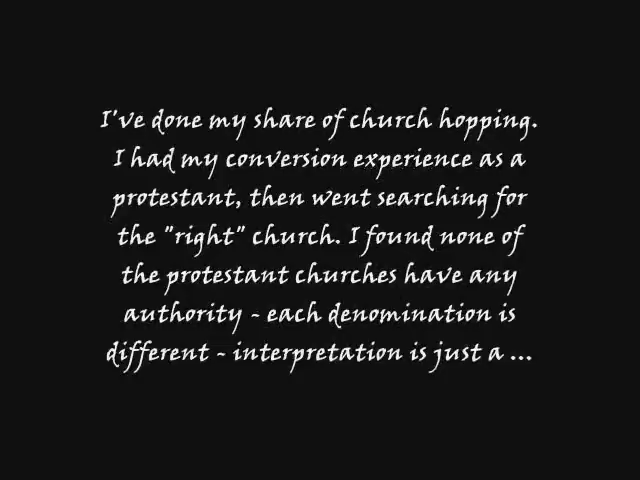 I've done my share of church hopping.
I had my conversion experience as a
protestant, then went searching for
the "right" church. I found none of
the protestant churches have any
authority - each denomination is
different - interpretation is just a ...